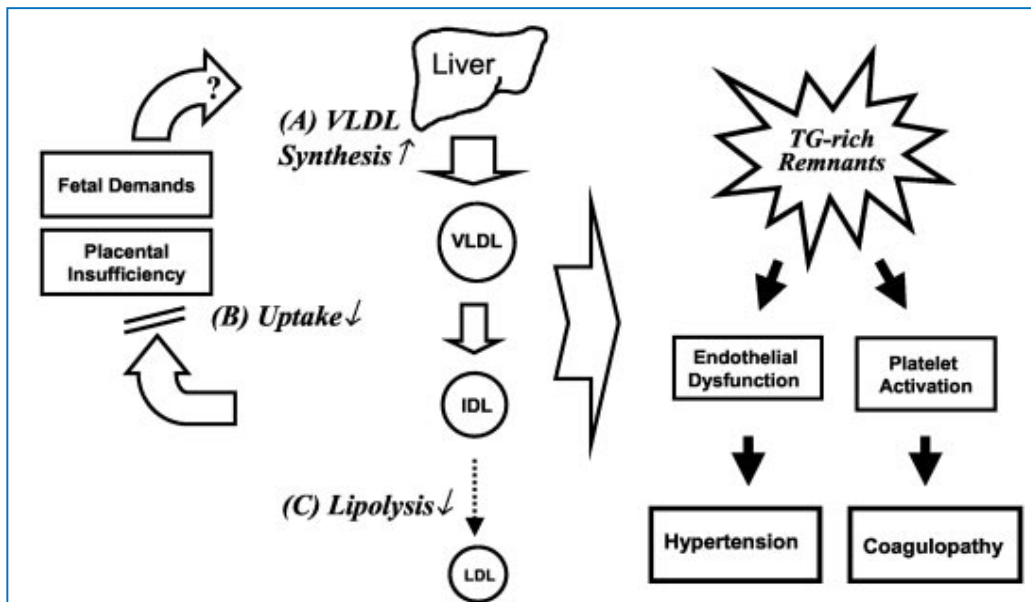 ?
Fetal Demands
Placental
Insufficiency
(B) Uptake↓
Liver
(A) VLDL
Synthesis↑
VLDL
IDL
(C) Lipolysis↓
LDL
TG-rich
Remnants
Endothelial
Dysfunction
Platelet
Activation
Hypertension
Coagulopathy